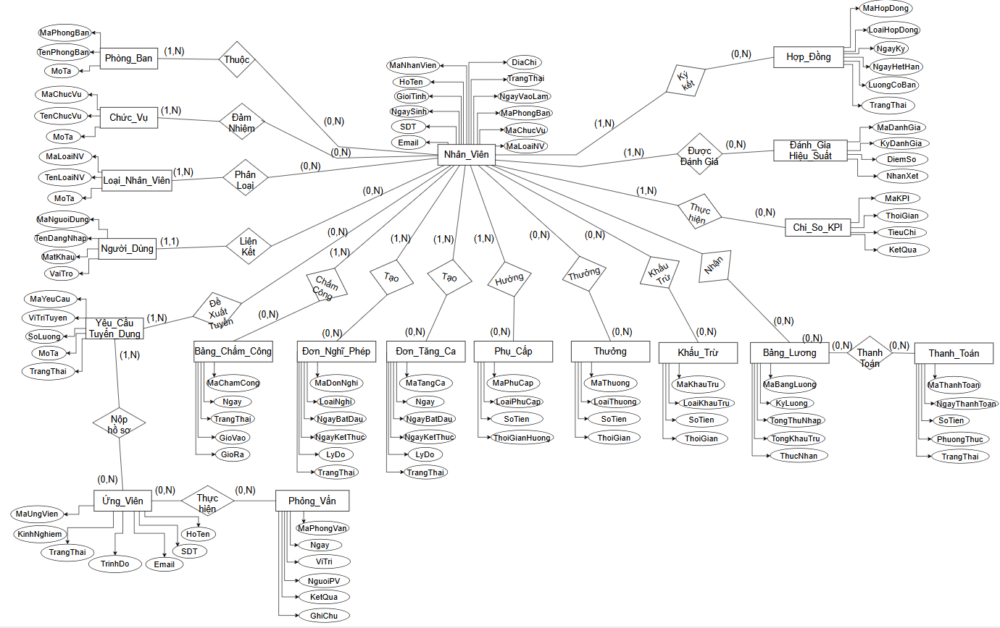 MaPhongBan
TenPhongBan
MoTa
Phòng_Ban
(1,N)
Thuộc
(0,N)
MaChucVu
TenChucVu
MoTa
Chức_Vụ
(1,N)
Đảm
Nhiệm
(0,N)
MaLoaiNV
TenLoaiNV
MoTa
Loại_Nhân_Viên
(1,N)
Phân
Loại
(0,N)
MaNguoiDung
TenDangNhap
MatKhau
VaiTro
Người_Dùng
(1,1)
Liên
Kết
(0,N)
MaNhanVien
HoTen
GioiTinh
NgaySinh
SDT
Email
DiaChi
TrangThai
NgayVaoLam
MaPhongBan
MaChucVu
MaLoaiNV
Nhân_Viên
(1,N)
Ký
kết
(0,N)
Hợp_Đồng
MaHopDong
LoaiHopDong
NgayKy
NgayHetHan
LuongCoBan
TrangThai
(1,N)
Được
Đánh Giá
(0,N)
Đánh_Gia
Hiệu_Suất
MaDanhGia
KyDanhGia
DiemSo
NhanXet
(1,N)
Thực
hiện
(0,N)
Chi_So_KPI
MaKPI
ThoiGian
TieuChi
KetQua
MaYeuCau
ViTriTuyen
SoLuong
MoTa
TrangThai
Yêu_Cầu
Tuyển_Dụng
(1,N)
Đề
Xuất
Tuyển
(0,N)
(1,N)
Chấm
Công
(0,N)
Bảng_Chấm_Công
MaChamCong
Ngay
TrangThai
GioVao
GioRa
(1,N)
Tạo
(0,N)
Đơn_Nghĩ_Phép
MaDonNghi
LoaiNghi
NgayBatDau
NgayKetThuc
LyDo
TrangThai
(1,N)
Tạo
(0,N)
Đơn_Tăng_Ca
MaTangCa
Ngay
NgayBatDau
NgayKetThuc
LyDo
TrangThai
(1,N)
Hưởng
(0,N)
Phụ_Cấp
MaPhuCap
LoaiPhuCap
SoTien
ThoiGianHuong
(0,N)
Thưởng
(0,N)
Thưởng
MaThuong
LoaiThuong
SoTien
ThoiGian
(0,N)
Khấu
Trừ
(0,N)
Khấu_Trừ
MaKhauTru
LoaiKhauTru
SoTien
ThoiGian
Nhận
(0,N)
(0,N)
Bảng_Lương
MaBangLuong
KyLuong
TongThuNhap
TongKhauTru
ThucNhan
(0,N)
Thanh
Toán
(0,N)
Thanh_Toán
MaThanhToan
NgayThanhToan
SoTien
PhuongThuc
TrangThai
(1,N)
Nộp
hồ sơ
(0,N)
Ứng_Viên
MaUngVien
KinhNghiem
TrangThai
TrinhDo
Email
SDT
HoTen
(0,N)
Thực
hiện
(0,N)
Phỏng_Vấn
MaPhongVan
Ngay
ViTri
NguoiPV
KetQua
GhiChu